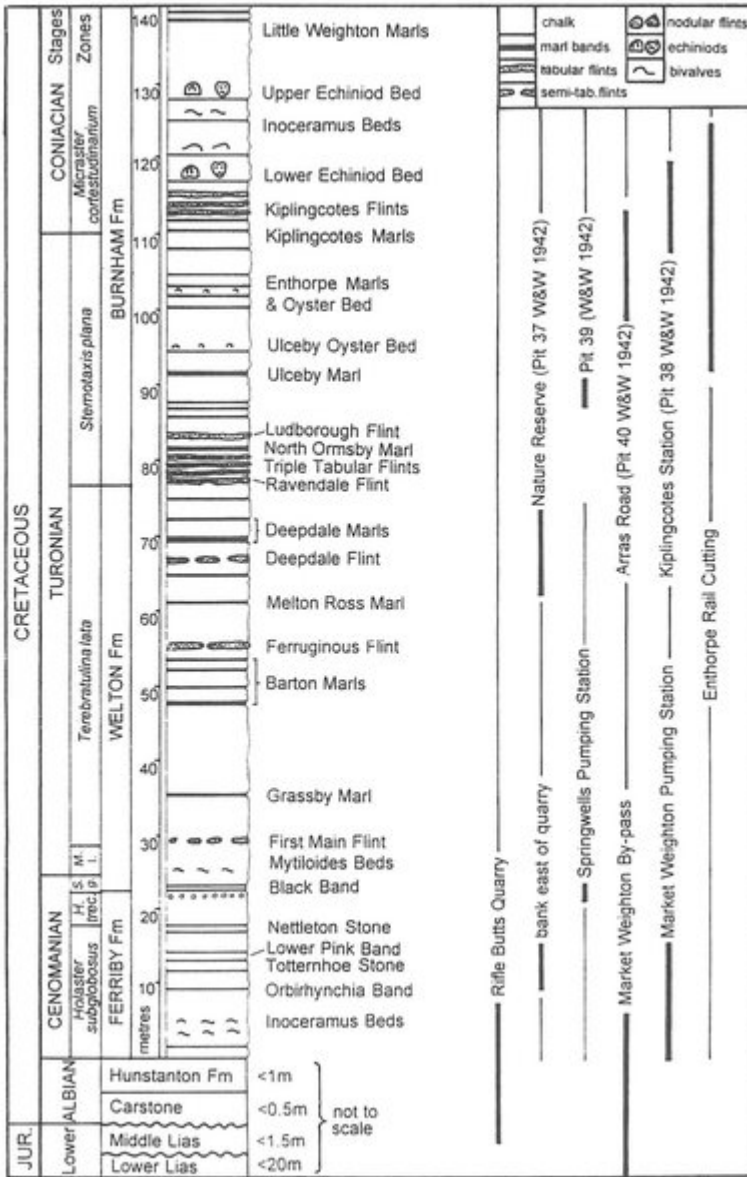 Stages
Zones
CRETACEOUS
JUR.
CONIACIAN
TURONIAN
CENOMANIAN
ALBIAN
Lower
Micraster
cortestudinarium
Sternotaxis plana
Terebratulina lata
M.
i.
S.
g.
H.
(trec.
Holaster
subglobosus
BURNHAM Fm
WELTON Fm
FERRIBY Fm
140
130
120
110
100
90
80
70
60
50
40
30
20
10
metres
Little Weighton Marls
Upper Echiniod Bed
Inoceramus Beds
Lower Echiniod Bed
Kiplingcotes Flints
Kiplingcotes Marls
Enthorpe Marls
& Oyster Bed
Ulceby Oyster Bed
Ulceby Marl
Ludborough Flint
North Ormsby Marl
Triple Tabular Flints
Ravendale Flint
Deepdale Marls
Deepdale Flint
Melton Ross Marl
Ferruginous Flint
Barton Marls
Grassby Marl
First Main Flint
Mytiloides Beds
Black Band
Nettleton Stone
Lower Pink Band
Totternhoe Stone
Orbirhynchia Band
Inoceramus Beds
Hunstanton Fm <1m
Carstone <0.5m
Middle Lias <1.5m
Lower Lias <20m
not to
scale
chalk
marl bands
tabular flints
semi-tab.flints
nodular flints
echiniods
bivalves
Rifle Butts Quarry
bank east of quarry
Nature Reserve (Pit 37 W&W 1942)
Springwells Pumping Station
Pit 39 (W&W 1942)
Market Weighton By-pass
Arras Road (Pit 40 W&W 1942)
Market Weighton Pumping Station
Kiplingcotes Station (Pit 38 W&W 1942)
Enthorpe Rail Cutting